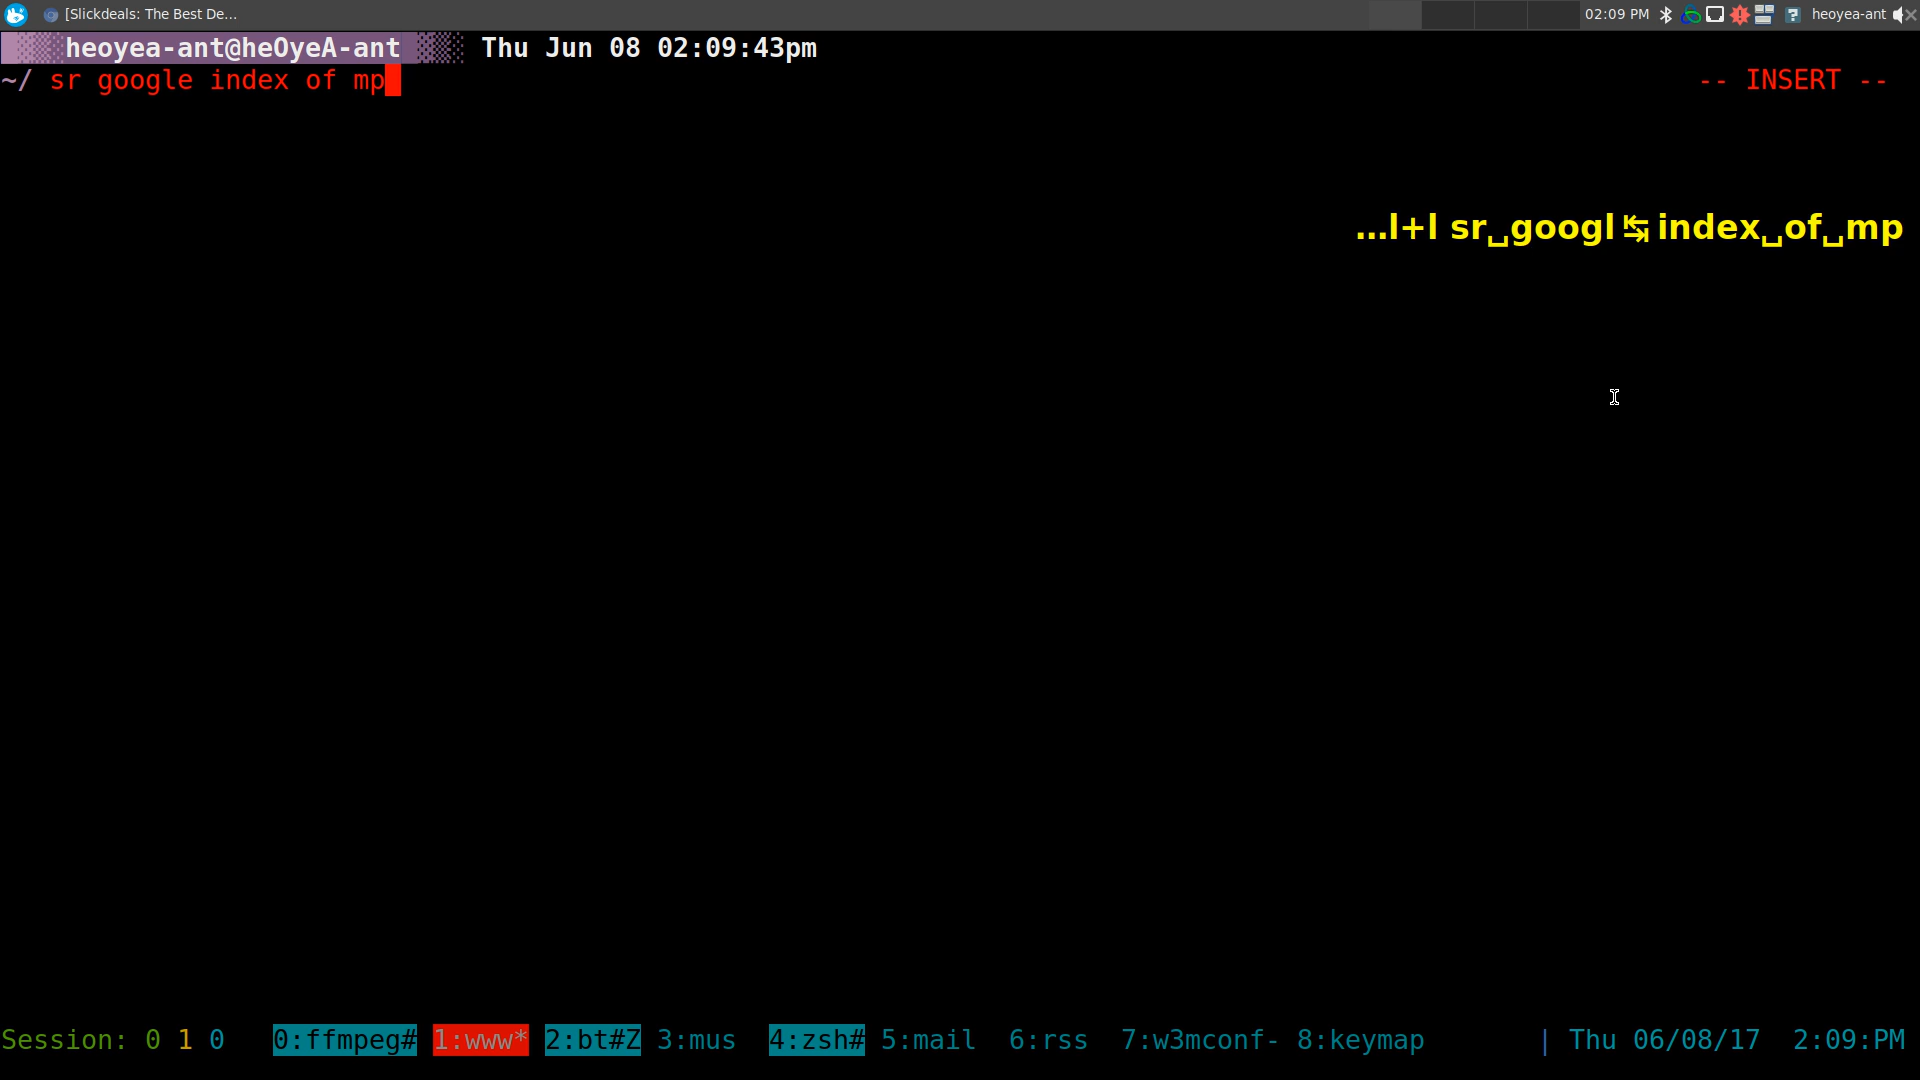 [Slickdeals: The Best De... 02:09 PM heoyea-ant
heoyea-ant@heOyeA-ant Thu Jun 08 02:09:43pm
~/ sr google index of mp -- INSERT --
…l+l sr␣googl↹index␣of␣mp
Session: 0 1 0 0:ffmpeg# 1:www* 2:bt#Z 3:mus 4:zsh# 5:mail 6:rss 7:w3mconf- 8:keymap | Thu 06/08/17 2:09:PM